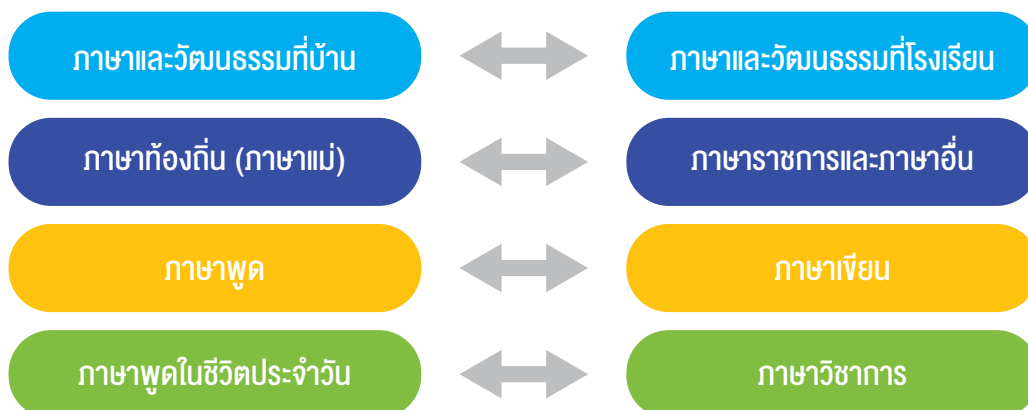 ภาษาและวัฒนธรรมที่บ้าน
ภาษาและวัฒนธรรมที่โรงเรียน
ภาษาท้องถิ่น (ภาษาแม่)
ภาษาราชการและภาษาอื่น
ภาษาพูด
ภาษาเขียน
ภาษาพูดในชีวิตประจำวัน
ภาษาวิชาการ